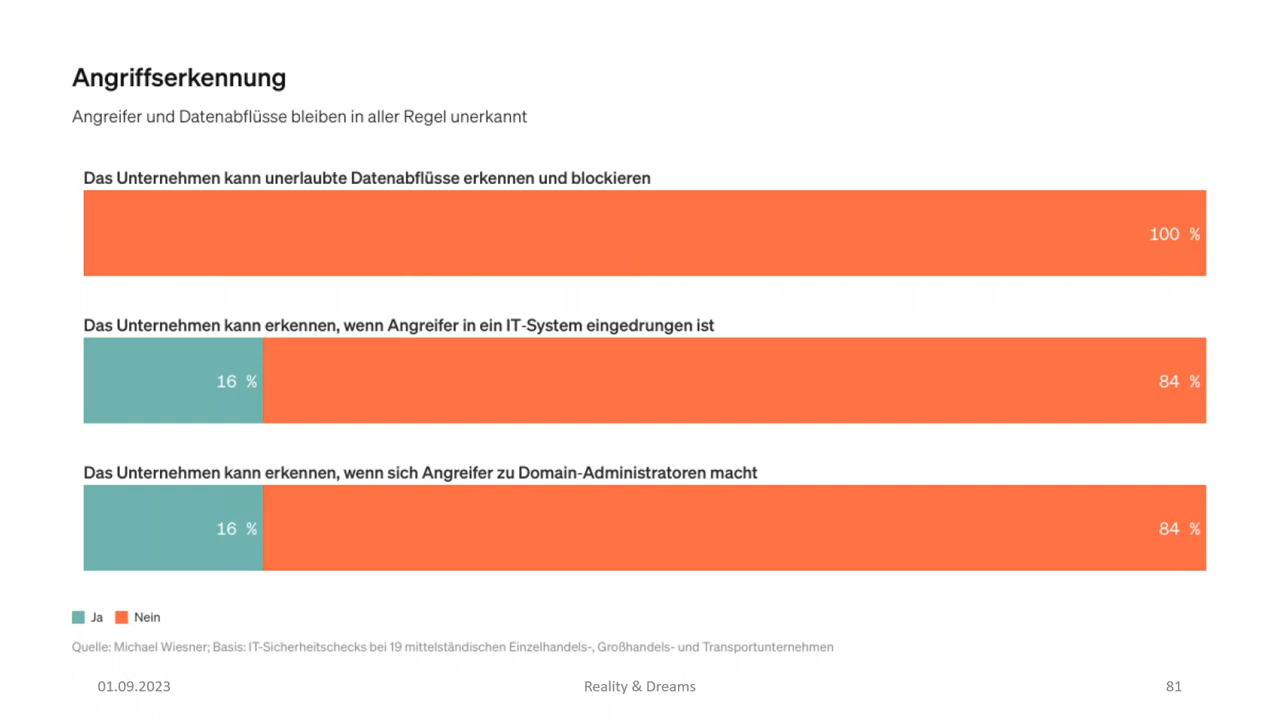 Angriffserkennung
Angreifer und Datenabflüsse bleiben in aller Regel unerkannt
Das Unternehmen kann unerlaubte Datenabflüsse erkennen und blockieren
100 %
Das Unternehmen kann erkennen, wenn Angreifer in ein IT-System eingedrungen ist
16 % 84 %
Das Unternehmen kann erkennen, wenn sich Angreifer zu Domain-Administratoren macht
16 % 84 %
Ja Nein
Quelle: Michael Wiesner; Basis: IT-Sicherheitschecks bei 19 mittelständischen Einzelhandels-, Großhandels- und Transportunternehmen
01.09.2023 Reality & Dreams 81